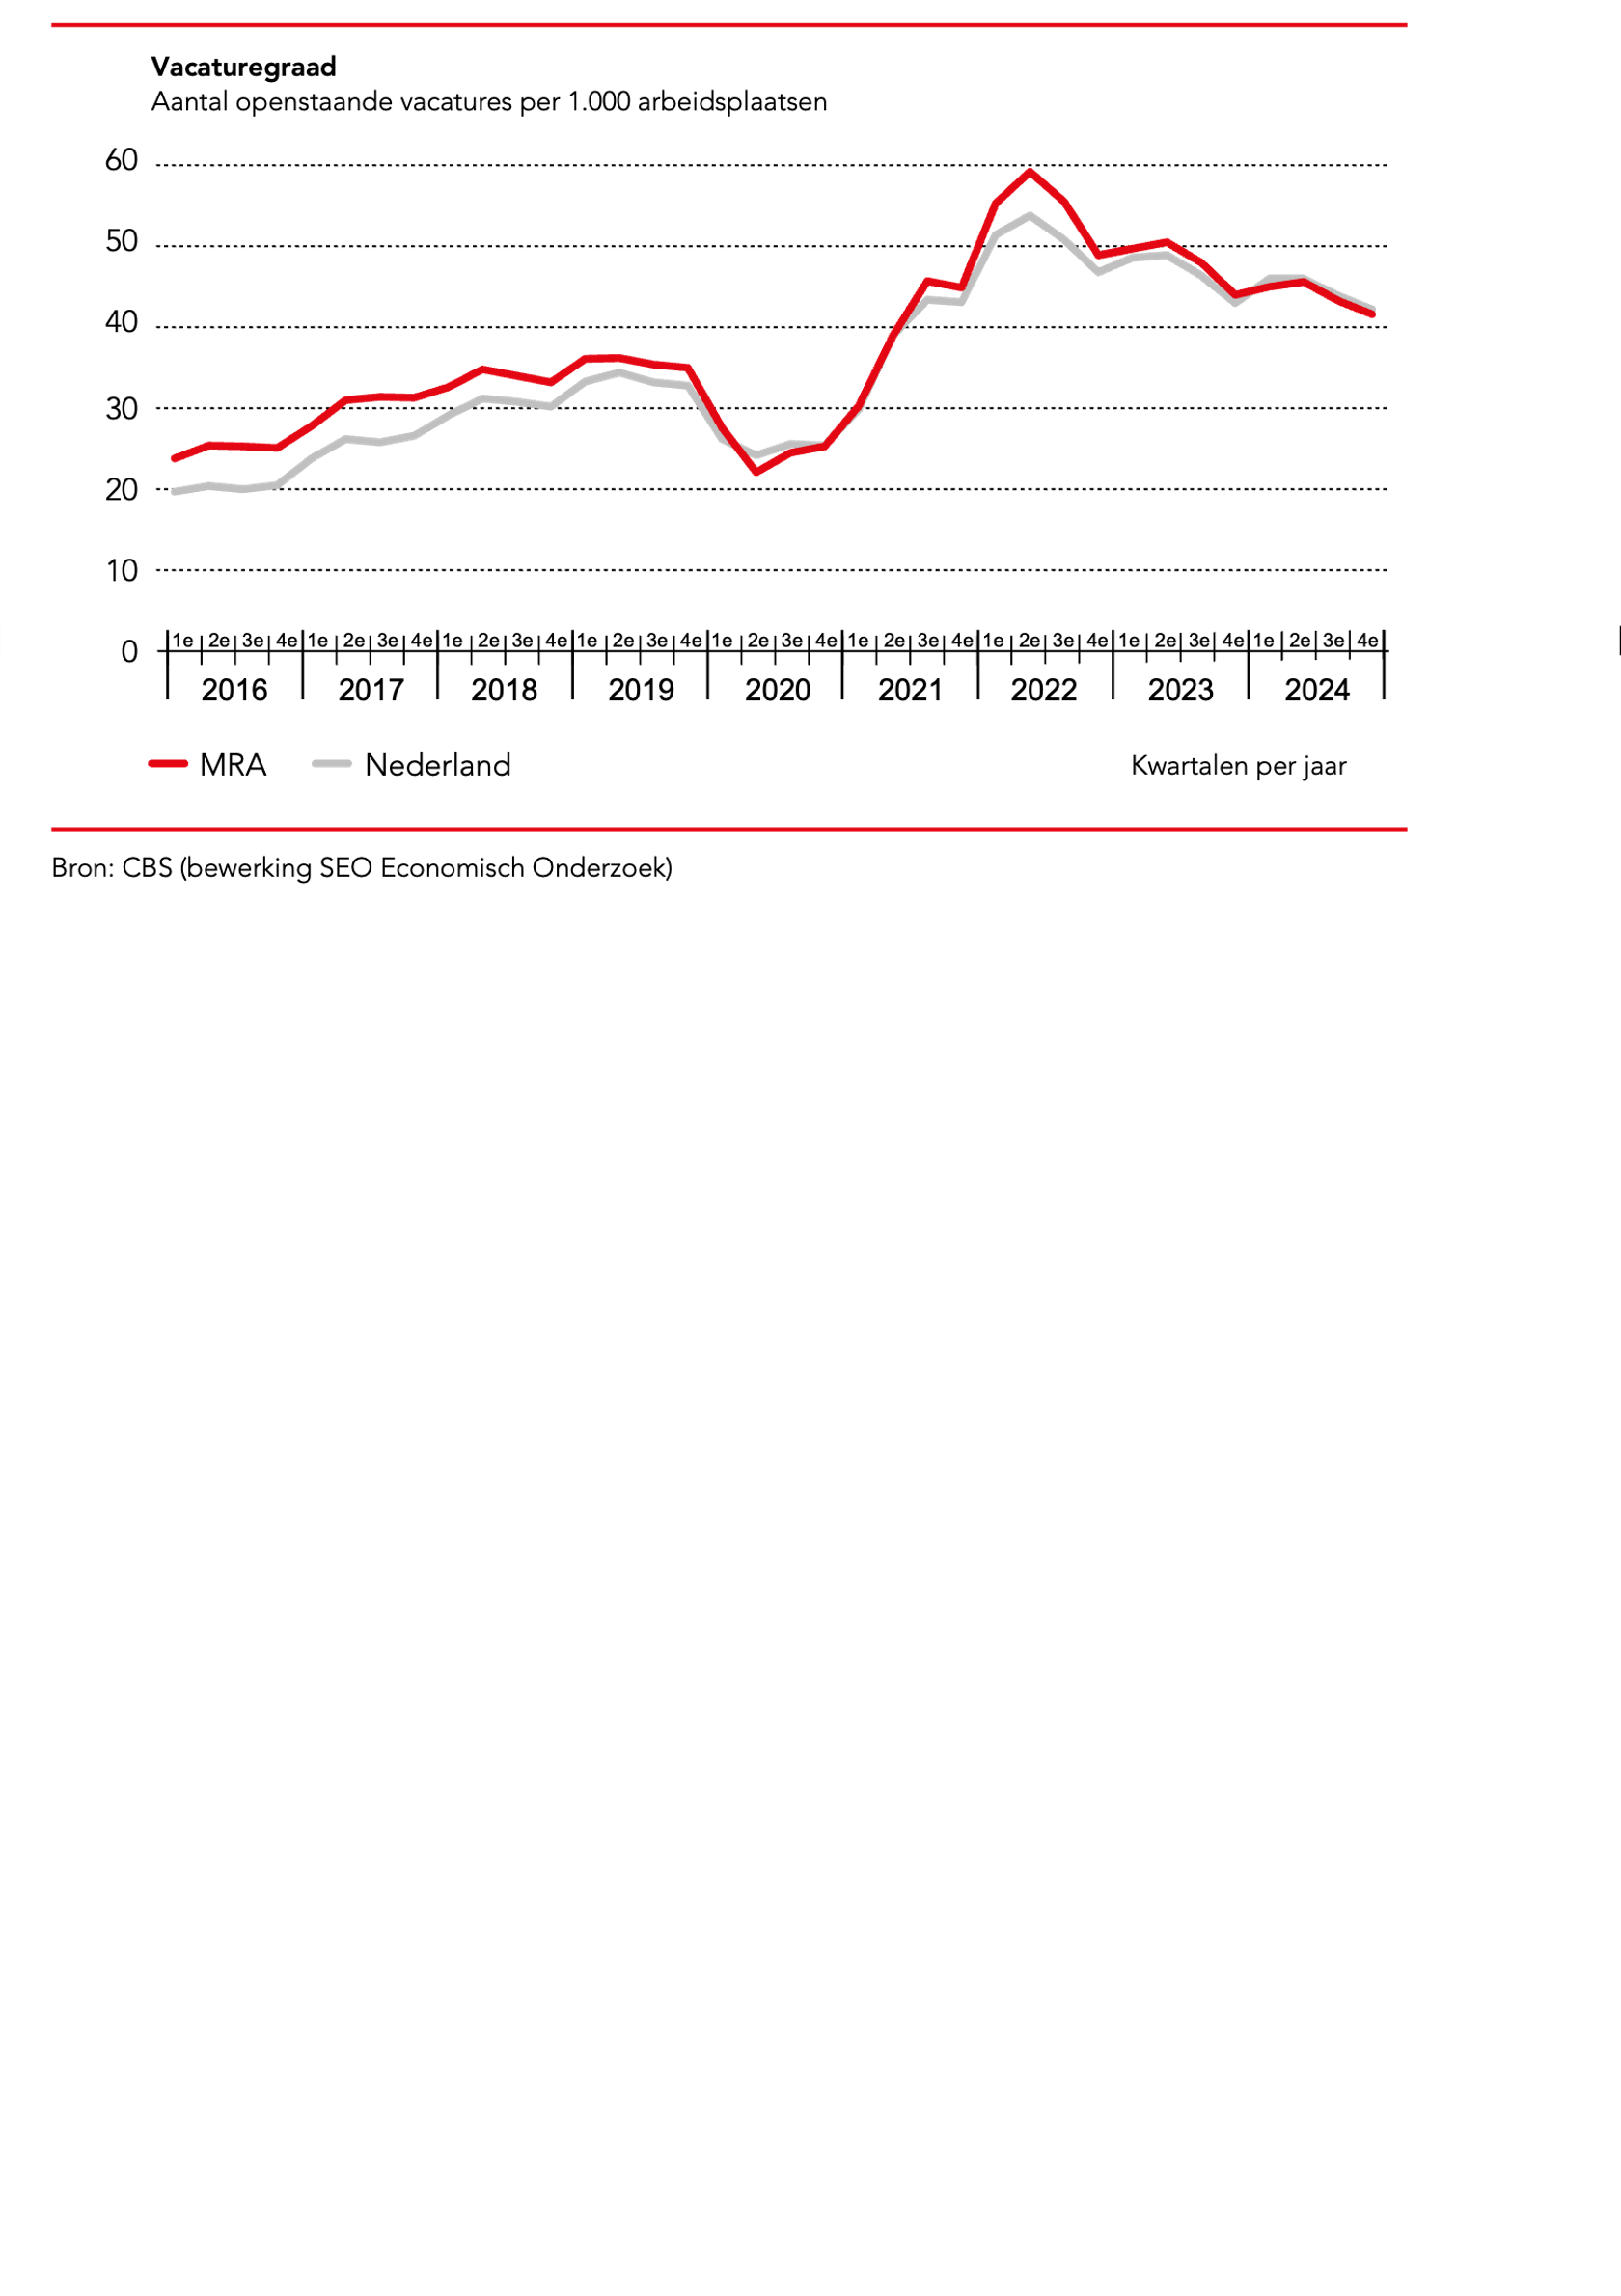 Vacaturegraad
Aantal openstaande vacatures per 1.000 arbeidsplaatsen
60
50
40
30
20
10
0
1e 2e 3e 4e 1e 2e 3e 4e 1e 2e 3e 4e 1e 2e 3e 4e 1e 2e 3e 4e 1e 2e 3e 4e 1e 2e 3e 4e 1e 2e 3e 4e 1e 2e 3e 4e
2016 2017 2018 2019 2020 2021 2022 2023 2024
MRA Nederland Kwartalen per jaar
Bron: CBS (bewerking SEO Economisch Onderzoek)